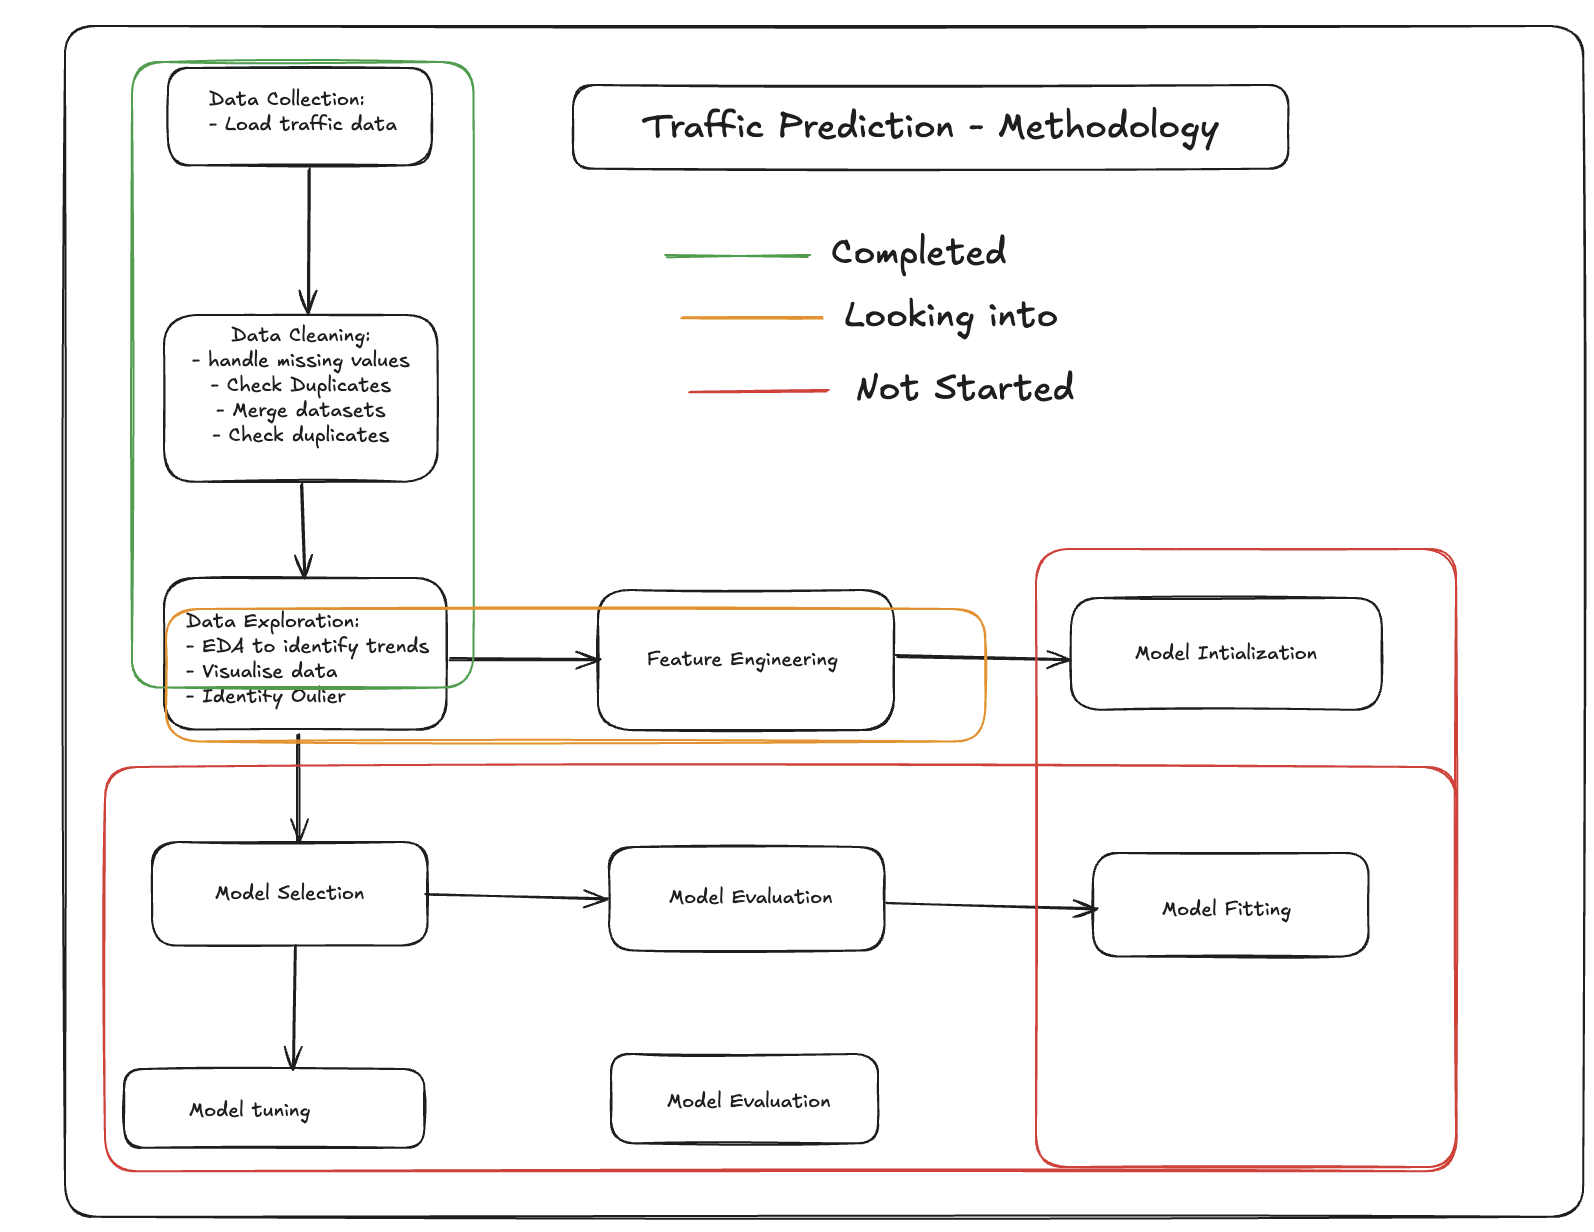 Data Collection:
- Load traffic data
Traffic Prediction - Methodology
Completed
Looking into
Not Started
Data Cleaning:
- handle missing values
- Check Duplicates
- Merge datasets
- Check duplicates
Data Exploration:
- EDA to identify trends
- Visualise data
- Identify Oulier
Feature Engineering
Model Intialization
Model Selection
Model Evaluation
Model Fitting
Model tuning
Model Evaluation